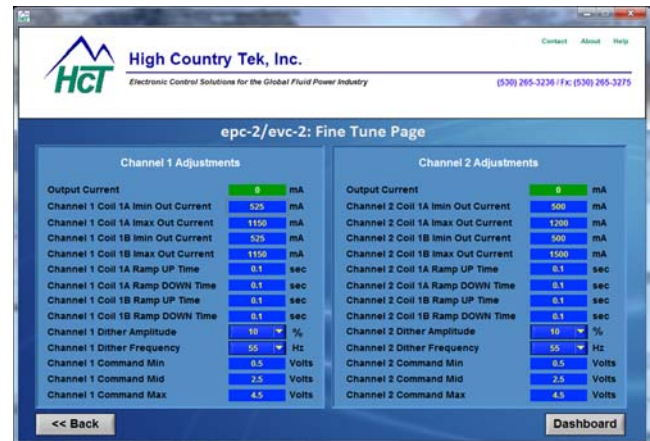 Contact About Help
HCT
High Country Tek, Inc.
Electronic Control Solutions for the Global Fluid Power Industry
(530) 265-3236 / Fx: (530) 265-3275
epc-2/evc-2: Fine Tune Page
Channel 1 Adjustments
Output Current 0 mA
Channel 1 Coil 1A Imin Out Current 525 mA
Channel 1 Coil 1A Imax Out Current 1150 mA
Channel 1 Coil 1B Imin Out Current 525 mA
Channel 1 Coil 1B Imax Out Current 1150 mA
Channel 1 Coil 1A Ramp UP Time 0.1 sec
Channel 1 Coil 1A Ramp DOWN Time 0.1 sec
Channel 1 Coil 1B Ramp UP Time 0.1 sec
Channel 1 Coil 1B Ramp DOWN Time 0.1 sec
Channel 1 Dither Amplitude 10 %
Channel 1 Dither Frequency 55 Hz
Channel 1 Command Min 0.5 Volts
Channel 1 Command Mid 2.5 Volts
Channel 1 Command Max 4.5 Volts
Channel 2 Adjustments
Output Current 0 mA
Channel 2 Coil 1A Imin Out Current 500 mA
Channel 2 Coil 1A Imax Out Current 1200 mA
Channel 2 Coil 1B Imin Out Current 500 mA
Channel 2 Coil 1B Imax Out Current 1500 mA
Channel 2 Coil 1A Ramp UP Time 0.1 sec
Channel 2 Coil 1A Ramp DOWN Time 0.1 sec
Channel 2 Coil 1B Ramp UP Time 0.1 sec
Channel 2 Coil 1B Ramp DOWN Time 0.1 sec
Channel 2 Dither Amplitude 10 %
Channel 2 Dither Frequency 55 Hz
Channel 2 Command Min 0.5 Volts
Channel 2 Command Mid 2.5 Volts
Channel 2 Command Max 4.5 Volts
<< Back
Dashboard